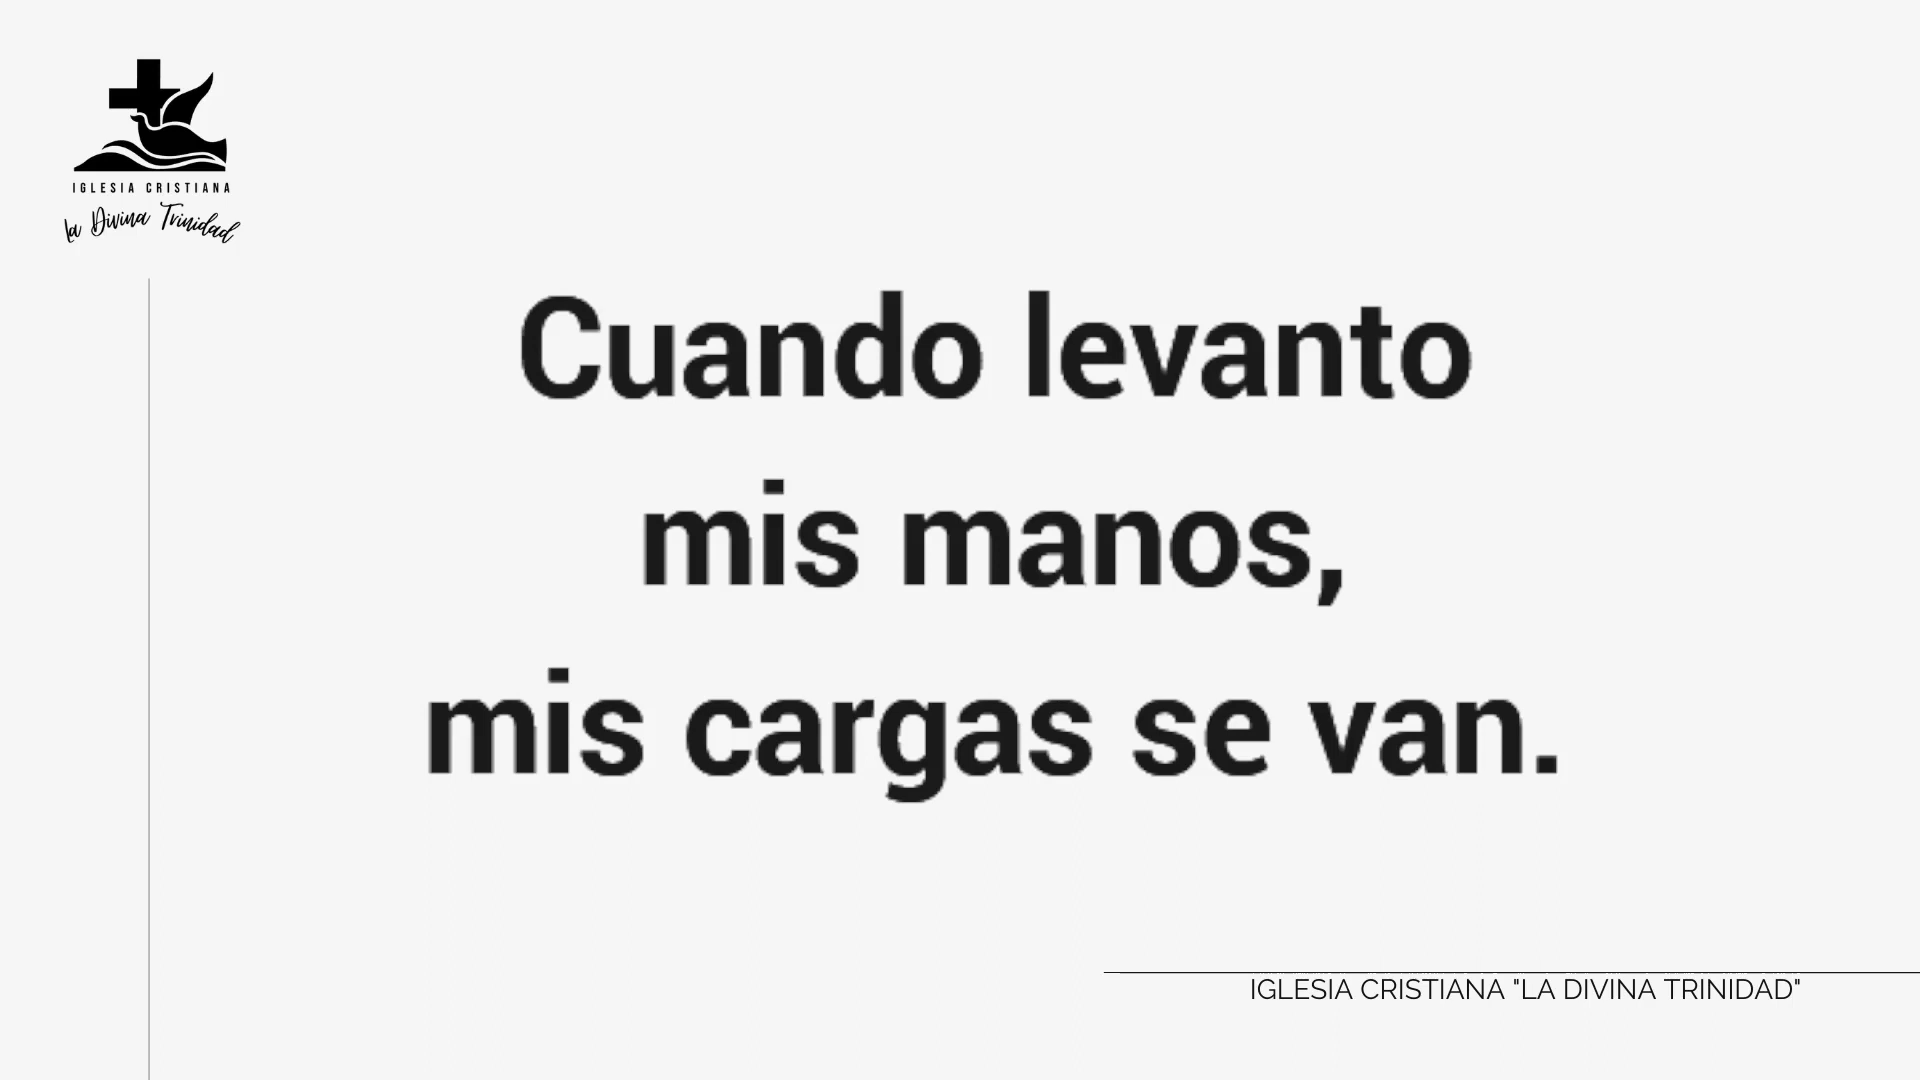 IGLESIA CRISTIANA
La Divina Trinidad
Cuando levanto
mis manos,
mis cargas se van.
IGLESIA CRISTIANA "LA DIVINA TRINIDAD"